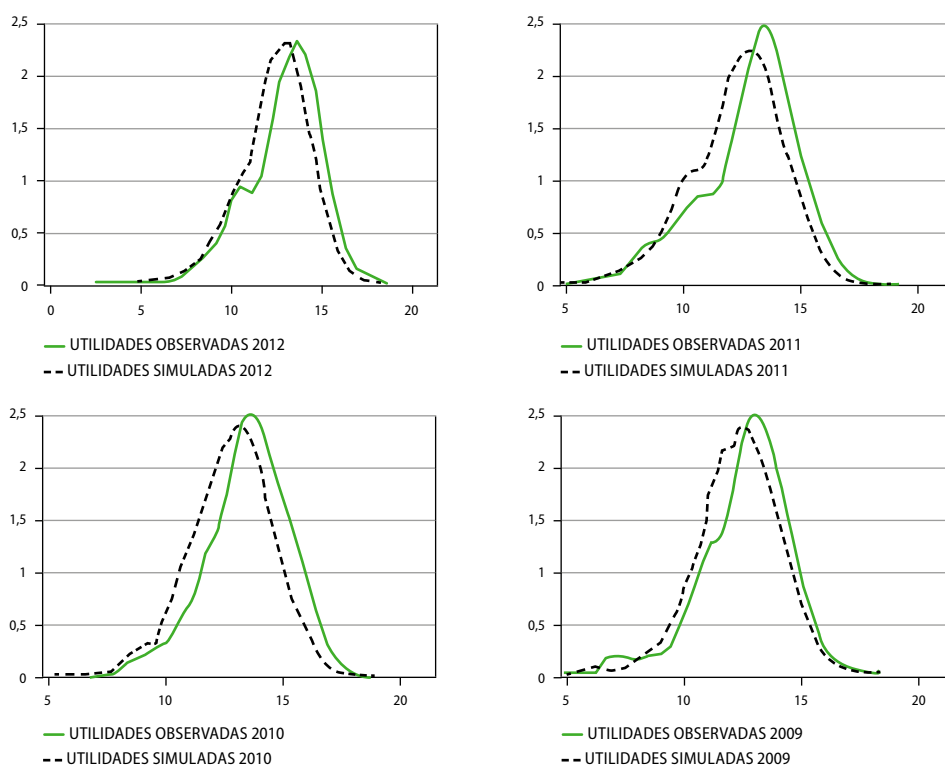 2,5
2
1,5
1
0,5
0
0 5 10 15 20
UTILIDADES OBSERVADAS 2012
UTILIDADES SIMULADAS 2012
2,5
2
1,5
1
0,5
0
5 10 15 20
UTILIDADES OBSERVADAS 2011
UTILIDADES SIMULADAS 2011
2,5
2
1,5
1
0,5
0
5 10 15 20
UTILIDADES OBSERVADAS 2010
UTILIDADES SIMULADAS 2010
2,5
2
1,5
1
0,5
0
5 10 15 20
UTILIDADES OBSERVADAS 2009
UTILIDADES SIMULADAS 2009